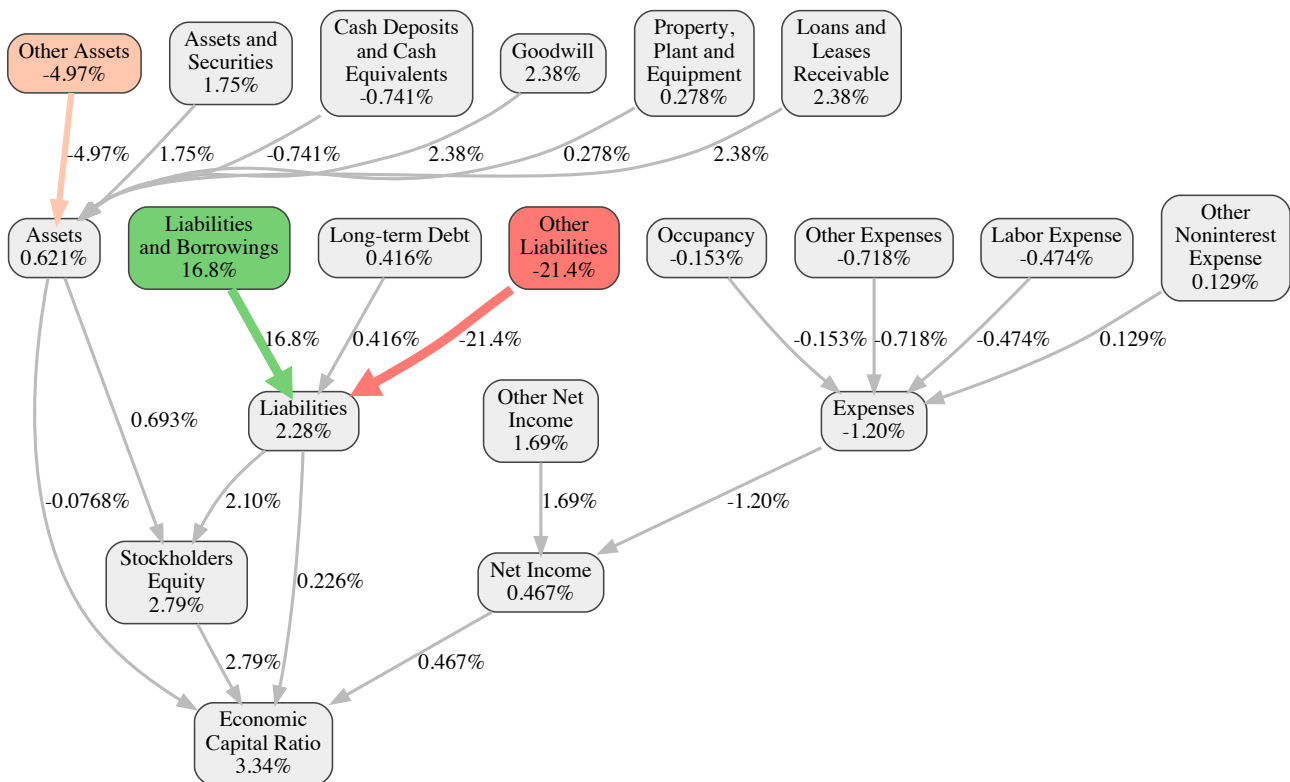 Other Assets
-4.97%
Assets and
Securities
1.75%
Cash Deposits
and Cash
Equivalents
-0.741%
Goodwill
2.38%
Property,
Plant and
Equipment
0.278%
Loans and
Leases
Receivable
2.38%
-4.97%
1.75%
-0.741%
2.38%
0.278%
2.38%
Assets
0.621%
Liabilities
and Borrowings
16.8%
Long-term Debt
0.416%
Other
Liabilities
-21.4%
Occupancy
-0.153%
Other Expenses
-0.718%
Labor Expense
-0.474%
Other
Noninterest
Expense
0.129%
16.8%
0.416%
-21.4%
-0.153%
-0.718%
-0.474%
0.129%
0.693%
Liabilities
2.28%
Other Net
Income
1.69%
Expenses
-1.20%
-0.0768%
2.10%
1.69%
-1.20%
Stockholders
Equity
2.79%
0.226%
Net Income
0.467%
2.79%
0.467%
Economic
Capital Ratio
3.34%